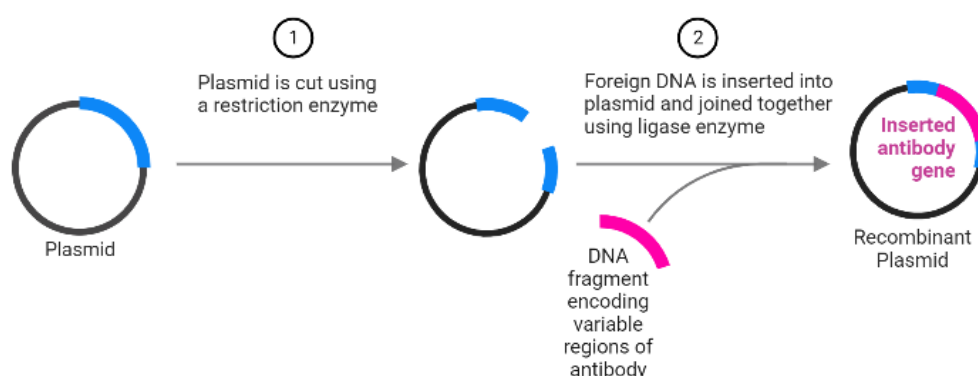 1
Plasmid is cut using
a restriction enzyme
2
Foreign DNA is inserted into
plasmid and joined together
using ligase enzyme
Plasmid
DNA
fragment
encoding
variable
regions of
antibody
Inserted
antibody
gene
Recombinant
Plasmid